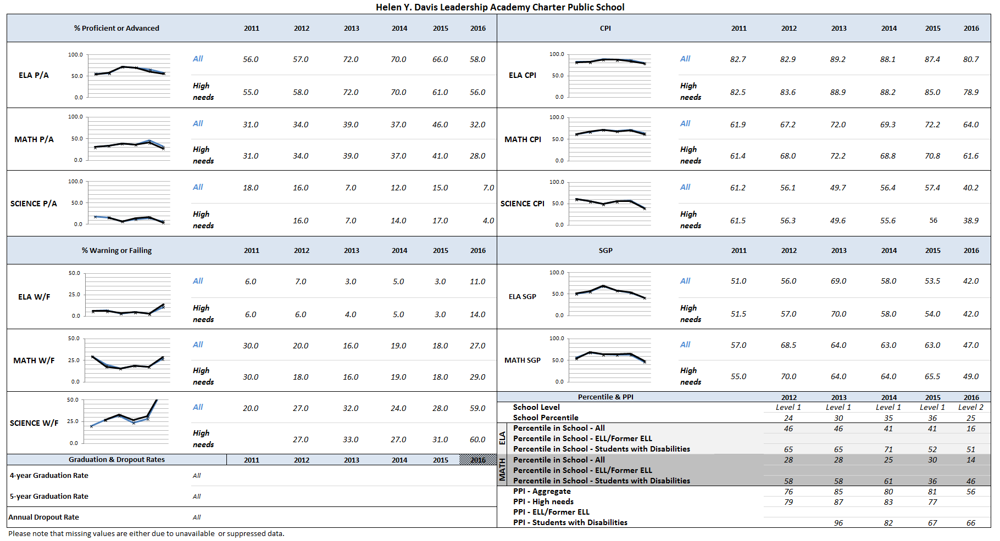 Helen Y. Davis Leadership Academy Charter Public School
% Proficient or Advanced 2011 2012 2013 2014 2015 2016
ELA P/A
100.0
50.0
0.0
All 56.0 57.0 72.0 70.0 66.0 58.0
High needs 55.0 58.0 72.0 70.0 61.0 56.0
MATH P/A
100.0
50.0
0.0
All 31.0 34.0 39.0 37.0 46.0 32.0
High needs 31.0 34.0 39.0 37.0 41.0 28.0
SCIENCE P/A
100.0
50.0
0.0
All 18.0 16.0 7.0 12.0 15.0 7.0
High needs 16.0 7.0 14.0 17.0 4.0
% Warning or Failing 2011 2012 2013 2014 2015 2016
ELA W/F
50.0
25.0
0.0
All 6.0 7.0 3.0 5.0 3.0 11.0
High needs 6.0 6.0 4.0 5.0 3.0 14.0
MATH W/F
50.0
25.0
0.0
All 30.0 20.0 16.0 19.0 18.0 27.0
High needs 30.0 18.0 16.0 19.0 18.0 29.0
SCIENCE W/F
50.0
25.0
0.0
All 20.0 27.0 32.0 24.0 28.0 59.0
High needs 27.0 33.0 27.0 31.0 60.0
Graduation & Dropout Rates 2011 2012 2013 2014 2015 2016
4-year Graduation Rate All
5-year Graduation Rate All
Annual Dropout Rate All
CPI 2011 2012 2013 2014 2015 2016
ELA CPI
100.0
50.0
0.0
All 82.7 82.9 89.2 88.1 87.4 80.7
High needs 82.5 83.6 88.9 88.2 85.0 78.9
MATH CPI
100.0
50.0
0.0
All 61.9 67.2 72.0 69.3 72.2 64.0
High needs 61.4 68.0 72.2 68.8 70.8 61.6
SCIENCE CPI
100.0
50.0
0.0
All 61.2 56.1 49.7 56.4 57.4 40.2
High needs 61.5 56.3 49.6 55.6 56 38.9
SGP 2011 2012 2013 2014 2015 2016
ELA SGP
100.0
50.0
0.0
All 51.0 56.0 69.0 58.0 53.5 42.0
High needs 51.5 57.0 70.0 58.0 54.0 42.0
MATH SGP
100.0
50.0
0.0
All 57.0 68.5 64.0 63.0 63.0 47.0
High needs 55.0 70.0 64.0 64.0 65.5 49.0
Percentile & PPI 2012 2013 2014 2015 2016
School Level Level 1 Level 1 Level 1 Level 1 Level 2
School Percentile 24 30 35 36 25
ELA
Percentile in School - All 46 46 41 41 16
Percentile in School - ELL/Former ELL
Percentile in School - Students with Disabilities 65 65 71 52 51
MATH
Percentile in School - All 28 28 25 30 14
Percentile in School - ELL/Former ELL
Percentile in School - Students with Disabilities 58 58 61 36 46
PPI - Aggregate 76 85 80 81 56
PPI - High needs 79 87 83 77
PPI - ELL/Former ELL
PPI - Students with Disabilities 96 82 67 66
Please note that missing values are either due to unavailable or suppressed data.